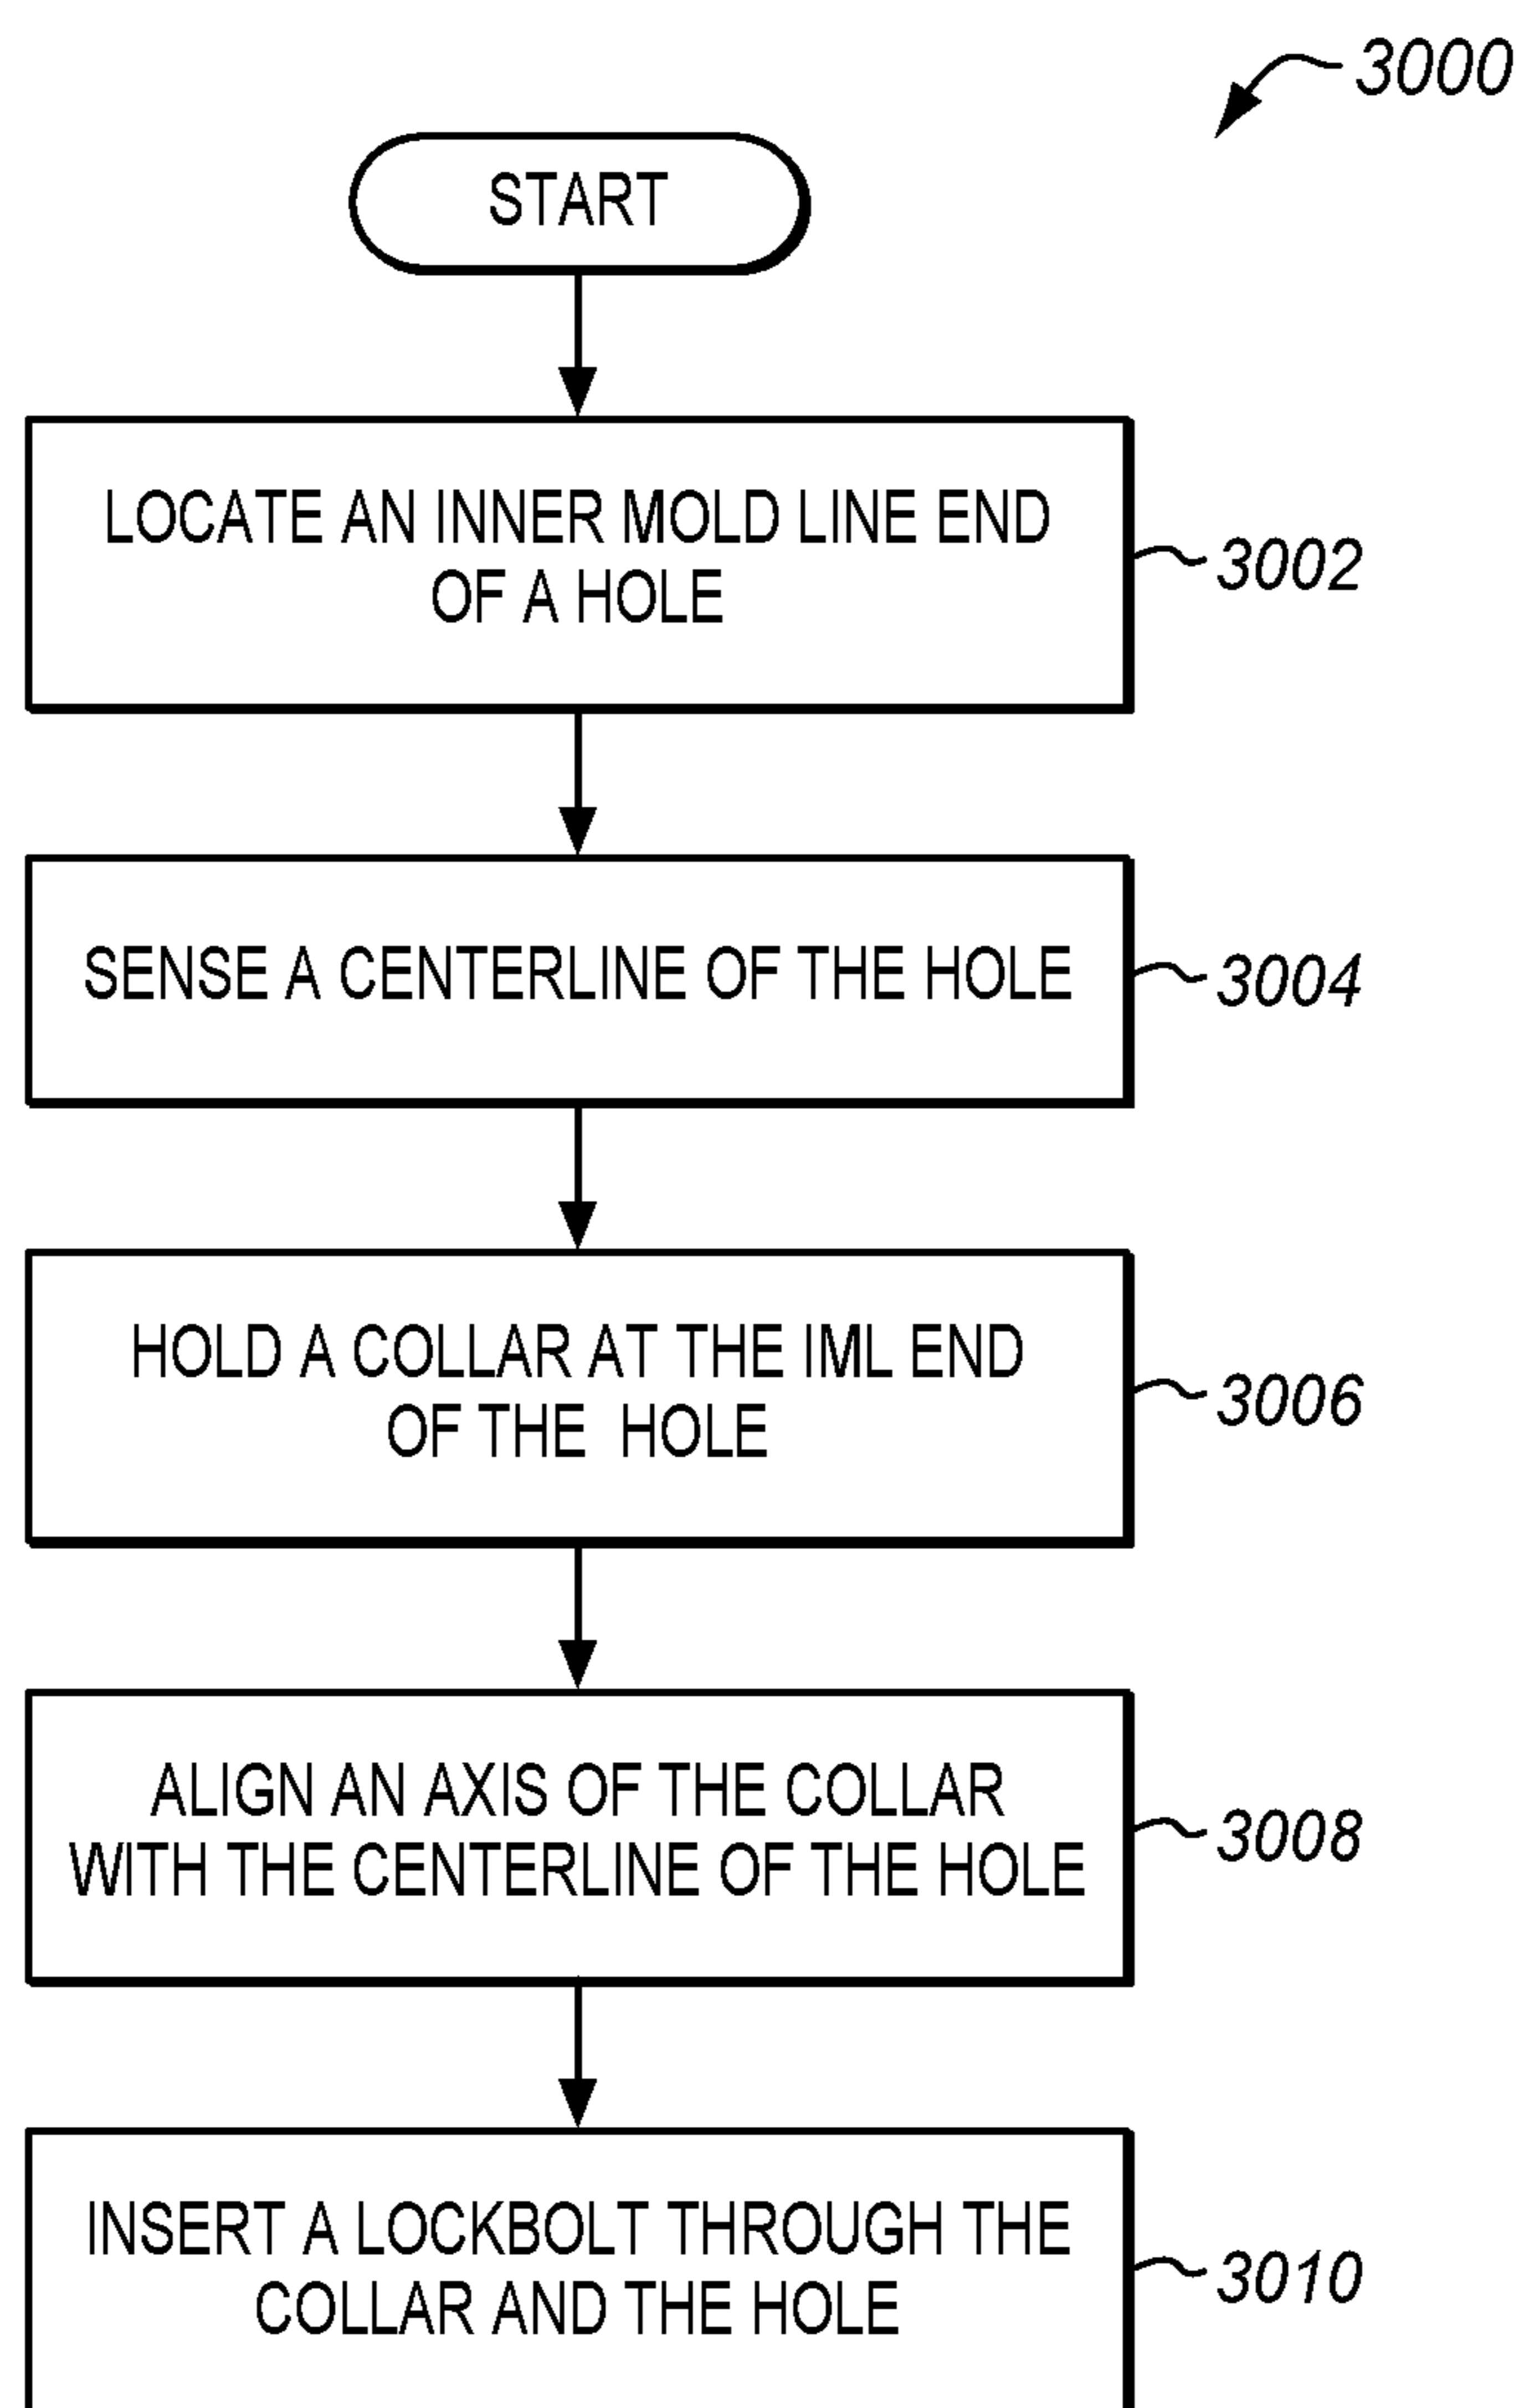 3000
START
LOCATE AN INNER MOLD LINE END
OF A HOLE
3002
SENSE A CENTERLINE OF THE HOLE
3004
HOLD A COLLAR AT THE IML END
OF THE HOLE
3006
ALIGN AN AXIS OF THE COLLAR
WITH THE CENTERLINE OF THE HOLE
3008
INSERT A LOCKBOLT THROUGH THE
COLLAR AND THE HOLE
3010